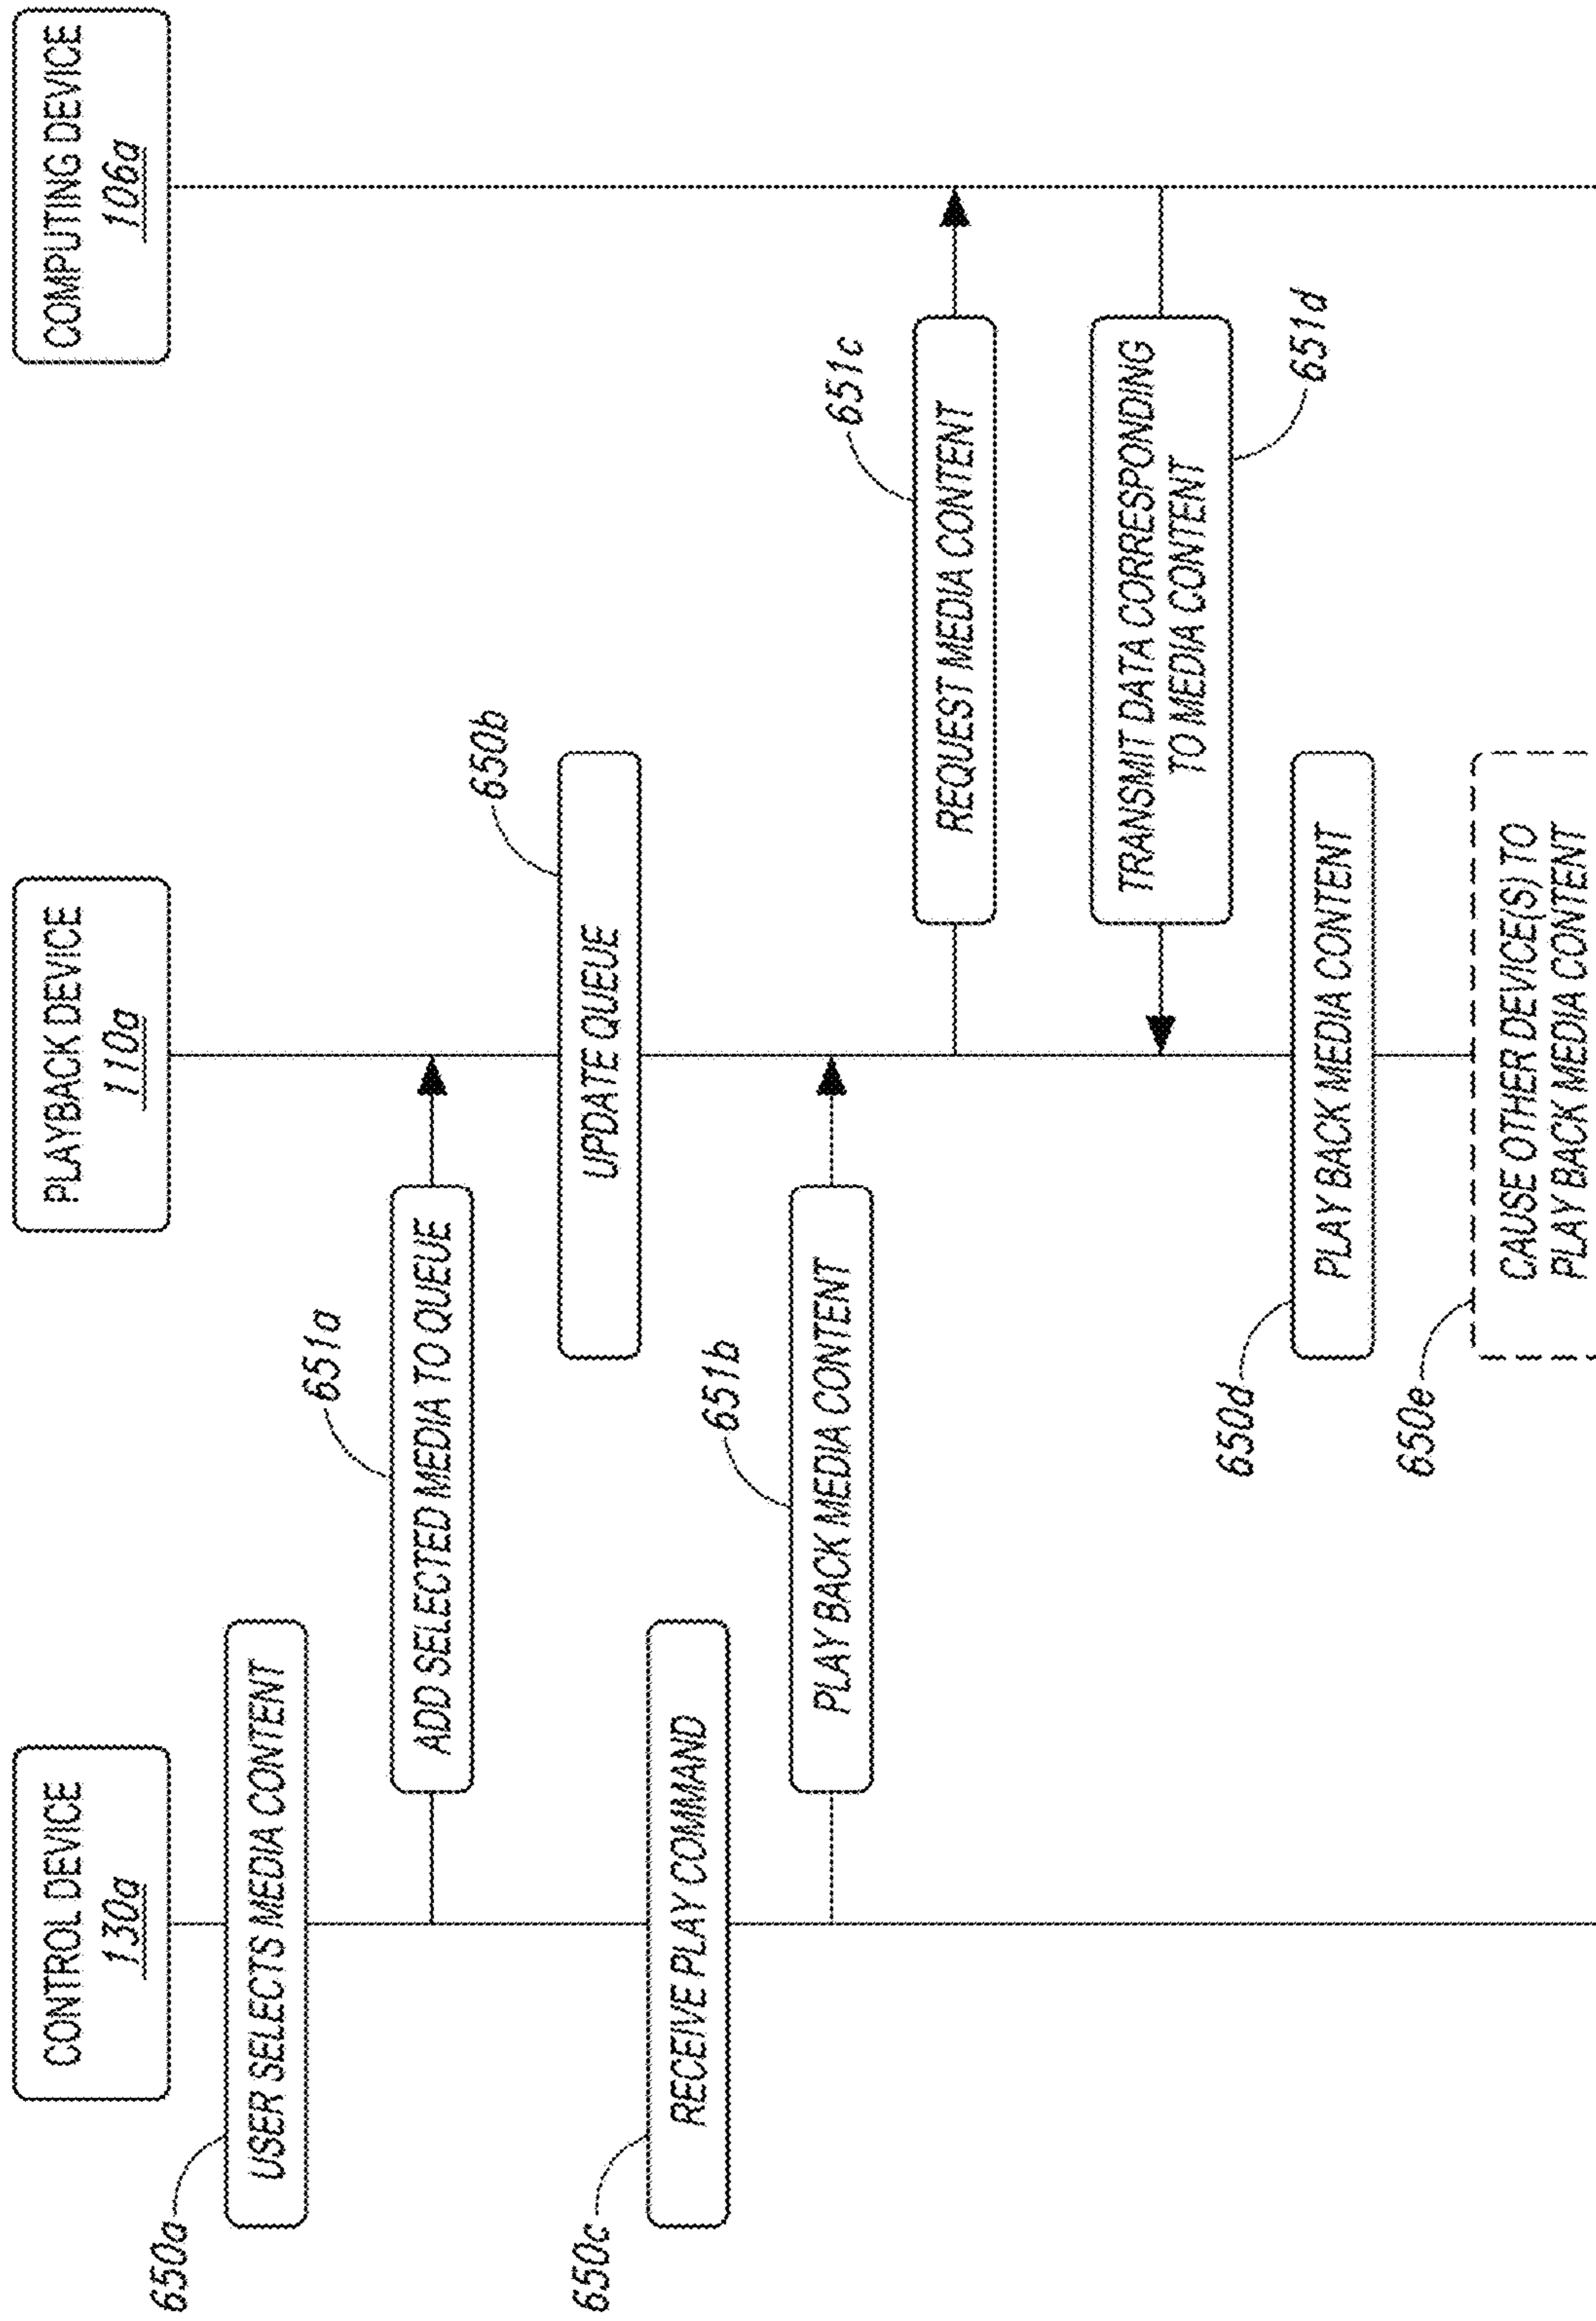 CONTROL DEVICE
130a
PLAYBACK DEVICE
110a
COMPUTING DEVICE
106a
650a
USER SELECTS MEDIA CONTENT
651a
ADD SELECTED MEDIA TO QUEUE
650b
UPDATE QUEUE
650c
RECEIVE PLAY COMMAND
651b
PLAY BACK MEDIA CONTENT
651c
REQUEST MEDIA CONTENT
TRANSMIT DATA CORRESPONDING
TO MEDIA CONTENT
651d
650d
PLAY BACK MEDIA CONTENT
650e
CAUSE OTHER DEVICE(S) TO
PLAY BACK MEDIA CONTENT